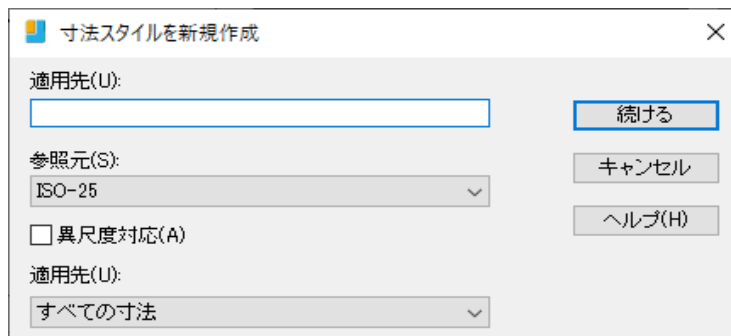 寸法スタイルを新規作成
適用先(U):
続ける
参照元(S):
ISO-25
キャンセル
異尺度対応(A)
ヘルプ(H)
適用先(U):
すべての寸法